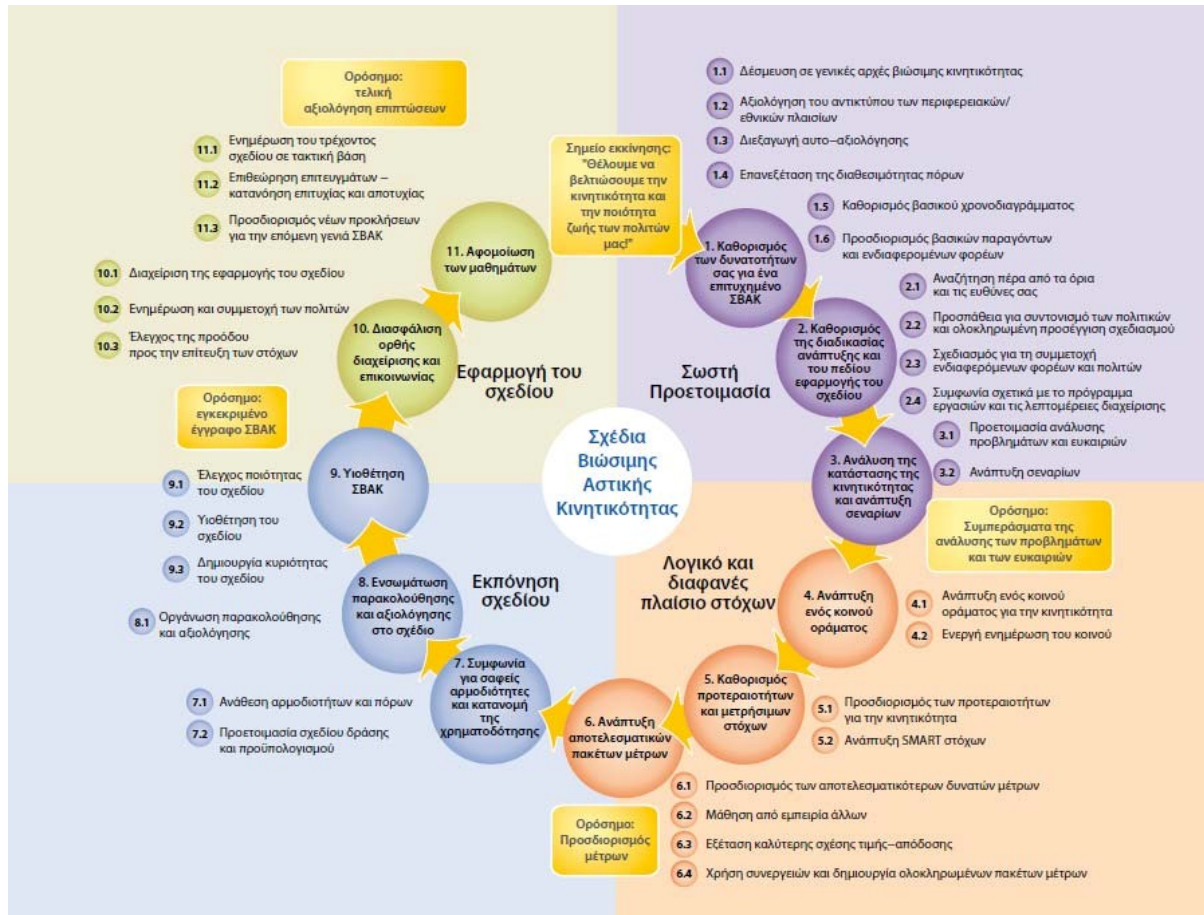 Ορόσημο:
τελική
αξιολόγηση επιπτώσεων
11.1 Ενημέρωση του τρέχοντος
σχεδίου σε τακτική βάση
11.2 Επιθεώρηση επιτευγμάτων –
κατανόηση επιτυχίας και αποτυχίας
11.3 Προσδιορισμός νέων προκλήσεων
για την επόμενη γενιά ΣΒΑΚ
11. Αφομοίωση
των μαθημάτων
10.1 Διαχείριση της εφαρμογής του σχεδίου
10.2 Ενημέρωση και συμμετοχή των πολιτών
10.3 Έλεγχος της προόδου
προς την επίτευξη των στόχων
10. Διασφάλιση
ορθής
διαχείρισης και
επικοινωνίας
Εφαρμογή του
σχεδίου
Σημείο εκκίνησης:
"Θέλουμε να
βελτιώσουμε την
κινητικότητα και
την ποιότητα
ζωής των πολιτών
μας!"
1.1 Δέσμευση σε γενικές αρχές βιώσιμης κινητικότητας
1.2 Αξιολόγηση του αντικτύπου των περιφερειακών/
εθνικών πλαισίων
1.3 Διεξαγωγή αυτο–αξιολόγησης
1.4 Επανεξέταση της διαθεσιμότητας πόρων
1.5 Καθορισμός βασικού χρονοδιαγράμματος
1.6 Προσδιορισμός βασικών παραγόντων
και ενδιαφερομένων φορέων
1. Καθορισμός
των δυνατοτήτων
σας για ένα
επιτυχημένο
ΣΒΑΚ
2.1 Αναζήτηση πέρα από τα όρια
και τις ευθύνες σας
2.2 Προσπάθεια για συντονισμό των πολιτικών
και ολοκληρωμένη προσέγγιση σχεδιασμού
2.3 Σχεδιασμός για τη συμμετοχή
ενδιαφερόμενων φορέων και πολιτών
2.4 Συμφωνία σχετικά με το πρόγραμμα
εργασιών και τις λεπτομέρειες διαχείρισης
2. Καθορισμός
της διαδικασίας
ανάπτυξης και
του πεδίου
εφαρμογής του
σχεδίου
Σωστή
Προετοιμασία
3.1 Προετοιμασία ανάλυσης
προβλημάτων και ευκαιριών
3.2 Ανάπτυξη σεναρίων
3. Ανάλυση της
κατάστασης της
κινητικότητας
και ανάπτυξη
σεναρίων
Ορόσημο:
Συμπεράσματα της
ανάλυσης των προβλημάτων
και των ευκαιριών
Σχέδια
Βιώσιμης
Αστικής
Κινητικότητας
Ορόσημο:
εγκεκριμένο
έγγραφο ΣΒΑΚ
9. Υιοθέτηση
ΣΒΑΚ
9.1 Έλεγχος ποιότητας
του σχεδίου
9.2 Υιοθέτηση του
σχεδίου
9.3 Δημιουργία κυριότητας
του σχεδίου
Εκπόνηση
σχεδίου
8. Ενσωμάτωση
παρακολούθησης
και αξιολόγησης
στο σχέδιο
8.1 Οργάνωση παρακολούθησης
και αξιολόγησης
7. Συμφωνία
για σαφείς
αρμοδιότητες
και κατανομή
της
χρηματοδότησης
7.1 Ανάθεση αρμοδιοτήτων και πόρων
7.2 Προετοιμασία σχεδίου δράσης
και προϋπολογισμού
Λογικό και
διαφανές
πλαίσιο στόχων
4. Ανάπτυξη
ενός κοινού
οράματος
4.1 Ανάπτυξη ενός κοινού
οράματος για την κινητικότητα
4.2 Ενεργή ενημέρωση του κοινού
5. Καθορισμός
προτεραιοτήτων
και μετρήσιμων
στόχων
5.1 Προσδιορισμός των προτεραιοτήτων
για την κινητικότητα
5.2 Ανάπτυξη SMART στόχων
6. Ανάπτυξη
αποτελεσματικών
πακέτων μέτρων
6.1 Προσδιορισμός των αποτελεσματικότερων δυνατών μέτρων
6.2 Μάθηση από εμπειρία άλλων
6.3 Εξέταση καλύτερης σχέσης τιμής–απόδοσης
6.4 Χρήση συνεργειών και δημιουργία ολοκληρωμένων πακέτων μέτρων
Ορόσημο:
Προσδιορισμός
μέτρων